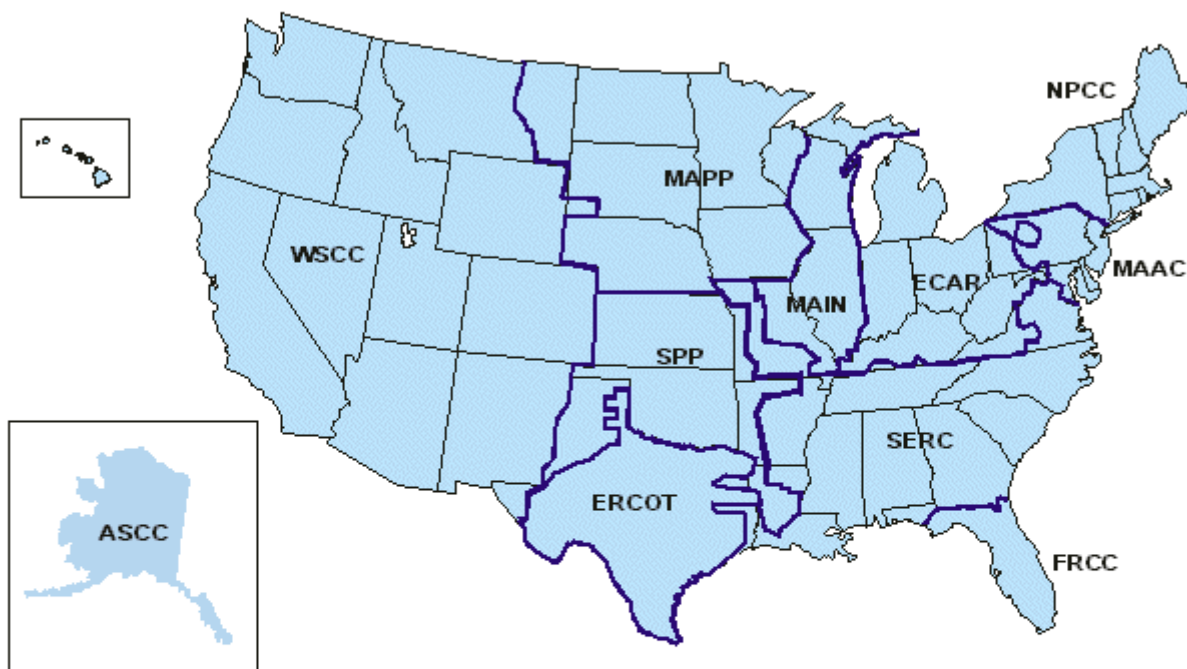 NPCC
MAPP
WSCC
MAAC
ECAR
MAIN
SPP
SERC
ERCOT
ASCC
FRCC